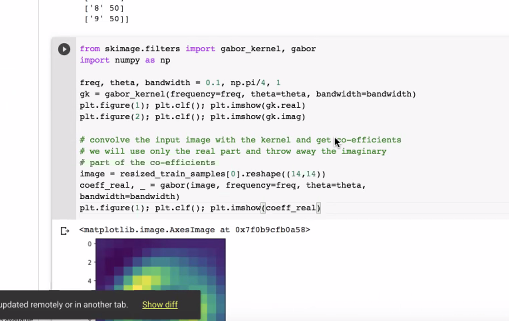 ['8' 50]
['9' 50]]
from skimage.filters import gabor_kernel, gabor
import numpy as np
freq, theta, bandwidth = 0.1, np.pi/4, 1
gk = gabor_kernel(frequency=freq, theta=theta, bandwidth=bandwidth)
plt.figure(1); plt.clf(); plt.imshow(gk.real)
plt.figure(2); plt.clf(); plt.imshow(gk.imag)
# convolve the input image with the kernel and get co-efficients
# we will use only the real part and throw away the imaginary
# part of the co-efficients
image = resized_train_samples[0].reshape((14,14))
coeff_real, _ = gabor(image, frequency=freq, theta=theta,
bandwidth=bandwidth)
plt.figure(1); plt.clf(); plt.imshow(coeff_real)
<matplotlib.image.AxesImage at 0x7f0b9cfb0a58>
0
2
4
updated remotely or in another tab. Show diff